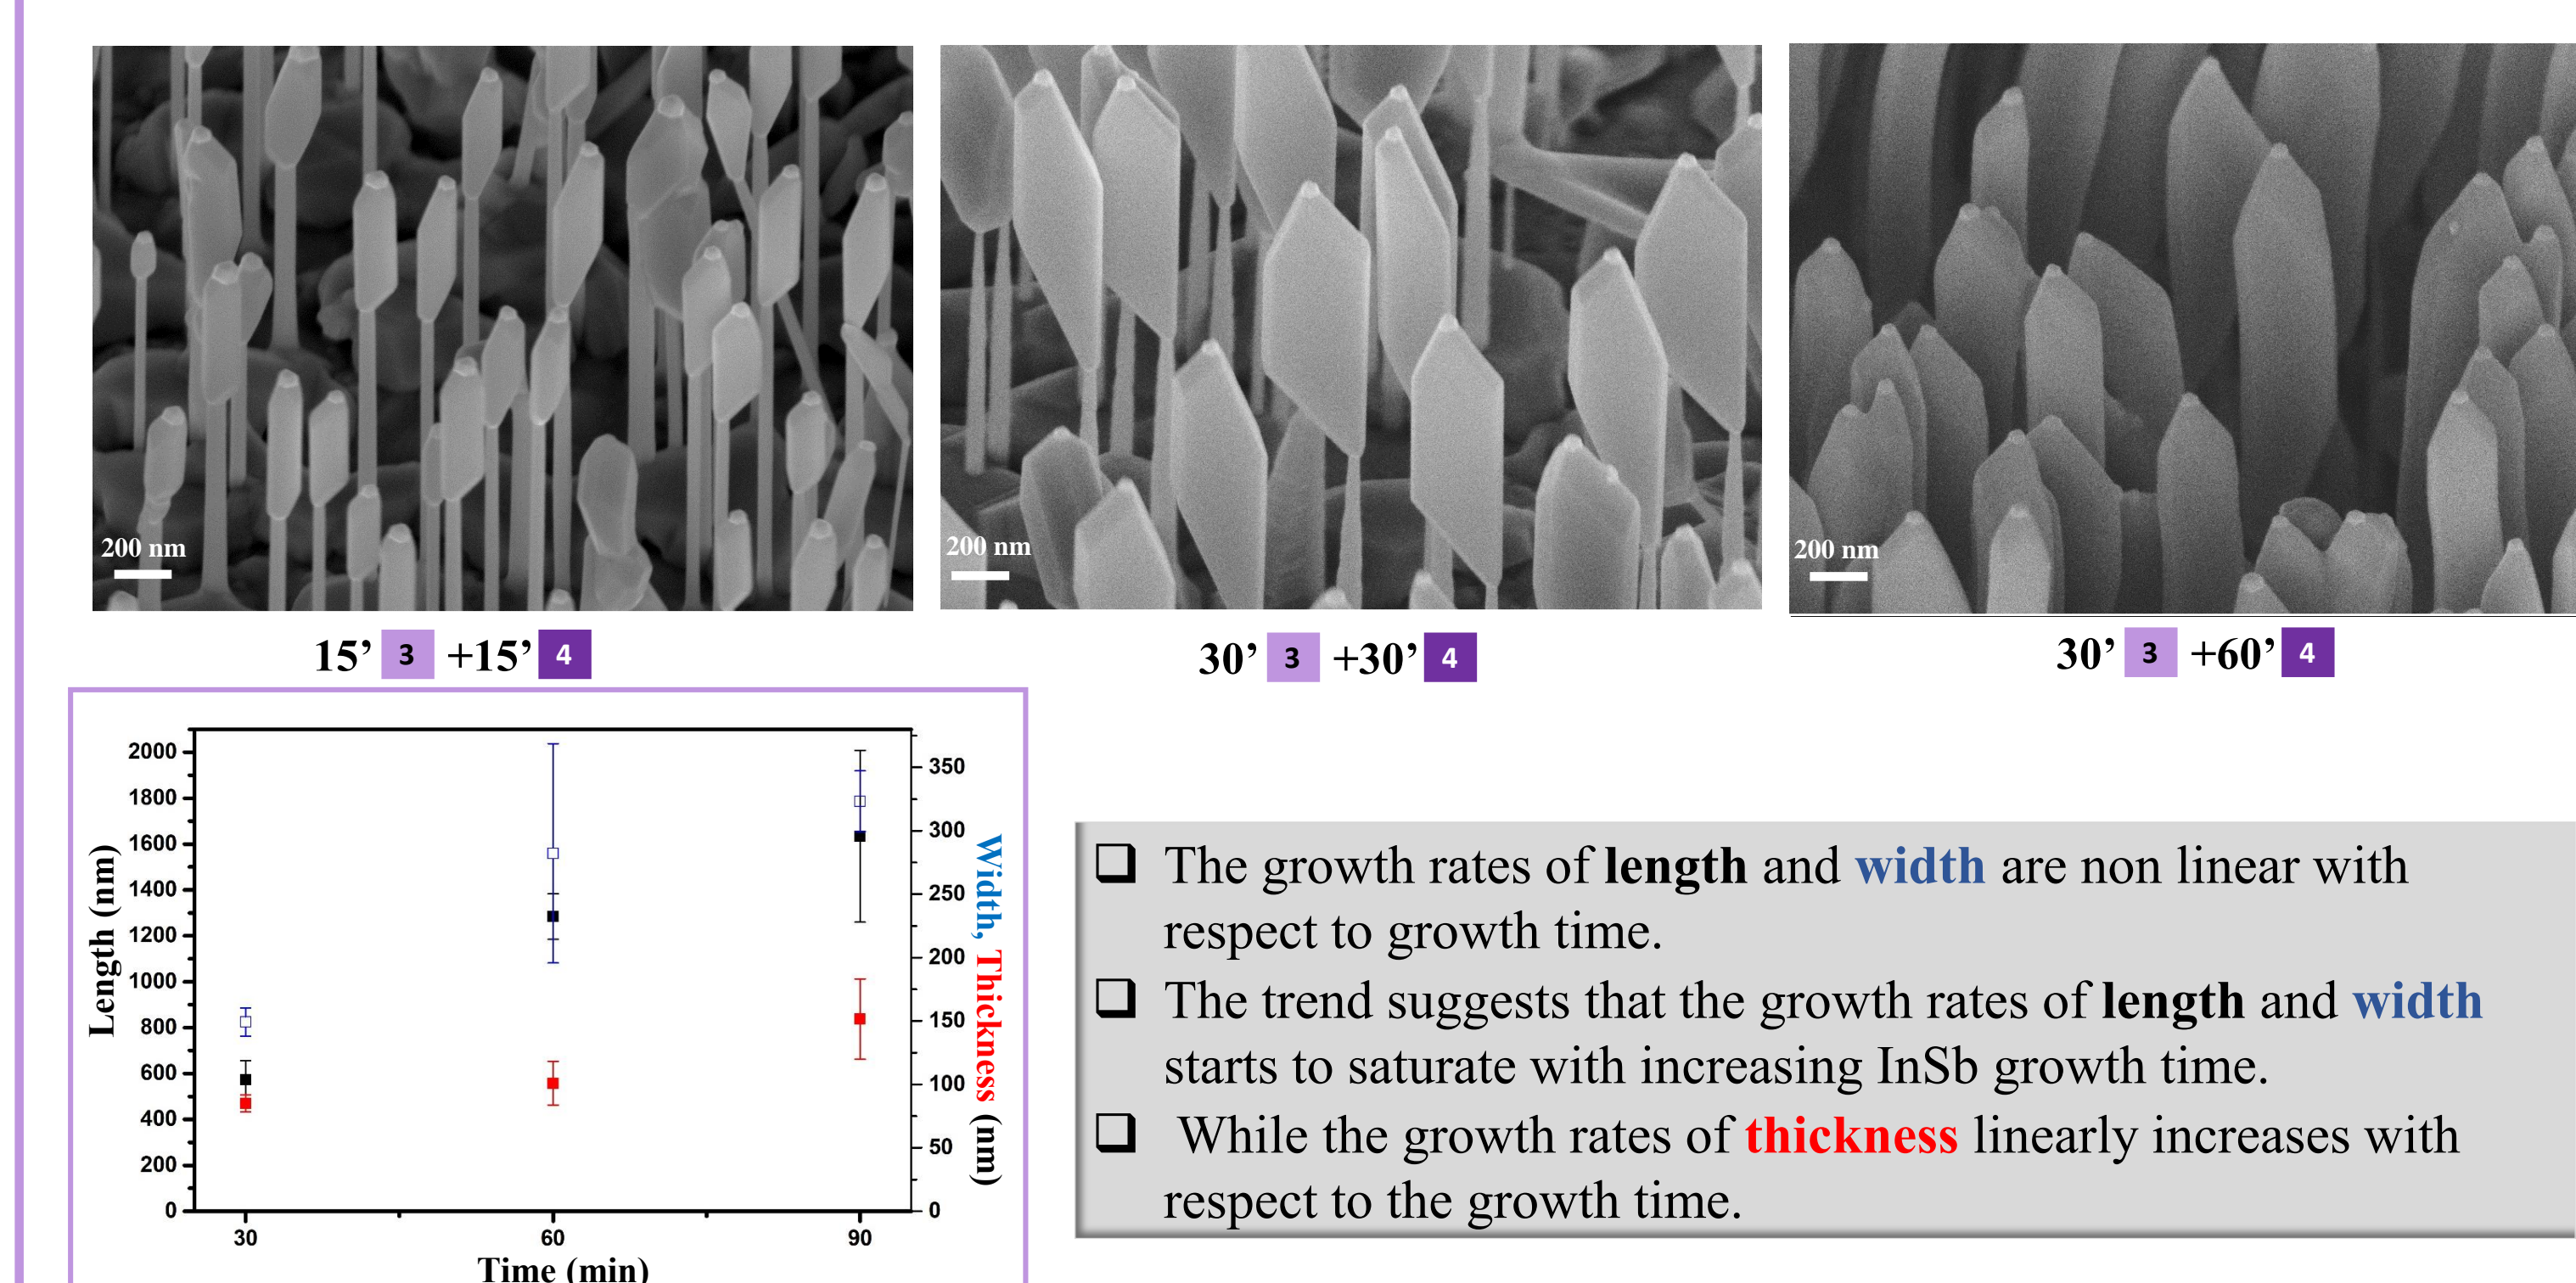 200 nm
200 nm
200 nm
15’ 3 +15’ 4
30’ 3 +30’ 4
30’ 3 +60’ 4
2000
1800
1600
1400
1200
1000
800
600
400
200
0
Length (nm)
350
300
250
200
150
100
50
0
Width, Thickness (nm)
30 60 90
Time (min)
❑ The growth rates of length and width are non linear with
respect to growth time.
❑ The trend suggests that the growth rates of length and width
starts to saturate with increasing InSb growth time.
❑ While the growth rates of thickness linearly increases with
respect to the growth time.